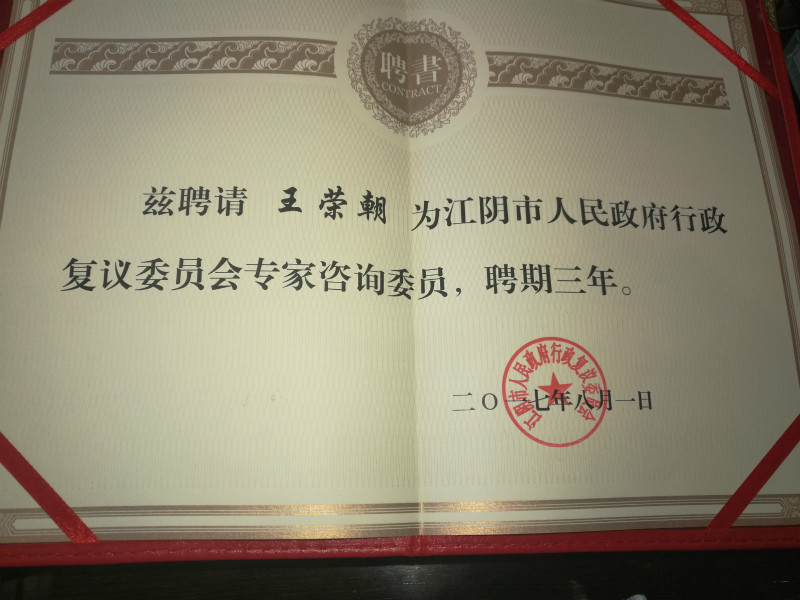 聘書
CONTRACT
兹聘请 王荣朝 为江阴市人民政府行政
复议委员会专家咨询委员，聘期三年。
江阴市人民政府行政复议委员会
二〇一七年八月一日